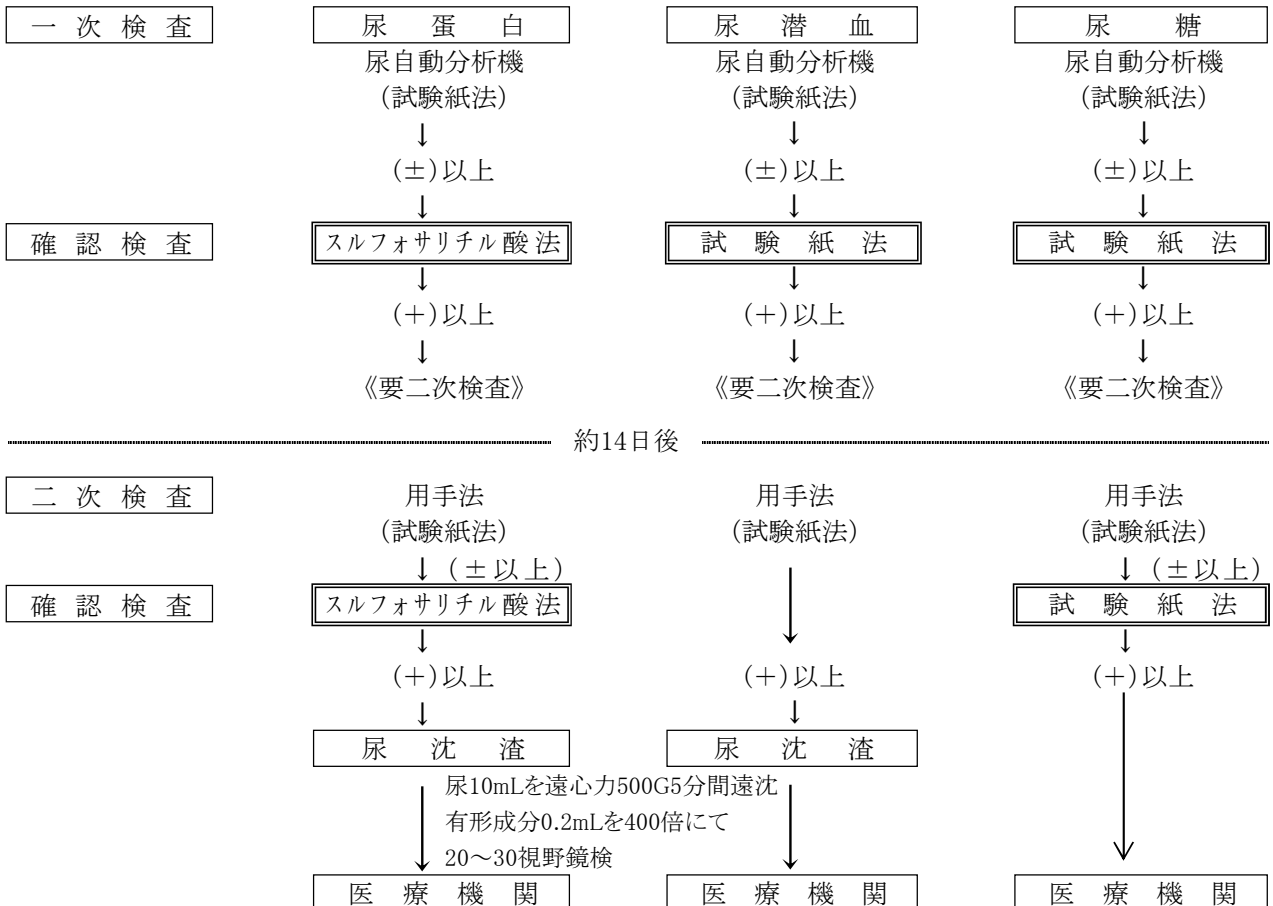 一次検査 尿蛋白 尿潜血 尿糖
尿自動分析機 尿自動分析機 尿自動分析機
(試験紙法) (試験紙法) (試験紙法)
↓ ↓ ↓
(±)以上 (±)以上 (±)以上
↓ ↓ ↓
確認検査 スルフォサリチル酸法 試験紙法 試験紙法
↓ ↓ ↓
(+)以上 (+)以上 (+)以上
↓ ↓ ↓
《要二次検査》 《要二次検査》 《要二次検査》
約14日後
二次検査 用手法 用手法 用手法
(試験紙法) (試験紙法) (試験紙法)
↓(±以上) ↓(±以上)
確認検査 スルフォサリチル酸法 試験紙法
↓ ↓
(+)以上 (+)以上 (+)以上
↓ ↓
尿沈渣 尿沈渣
尿10mLを遠心力500G5分間遠沈
有形成分0.2mLを400倍にて
20～30視野鏡検
医療機関 医療機関 医療機関